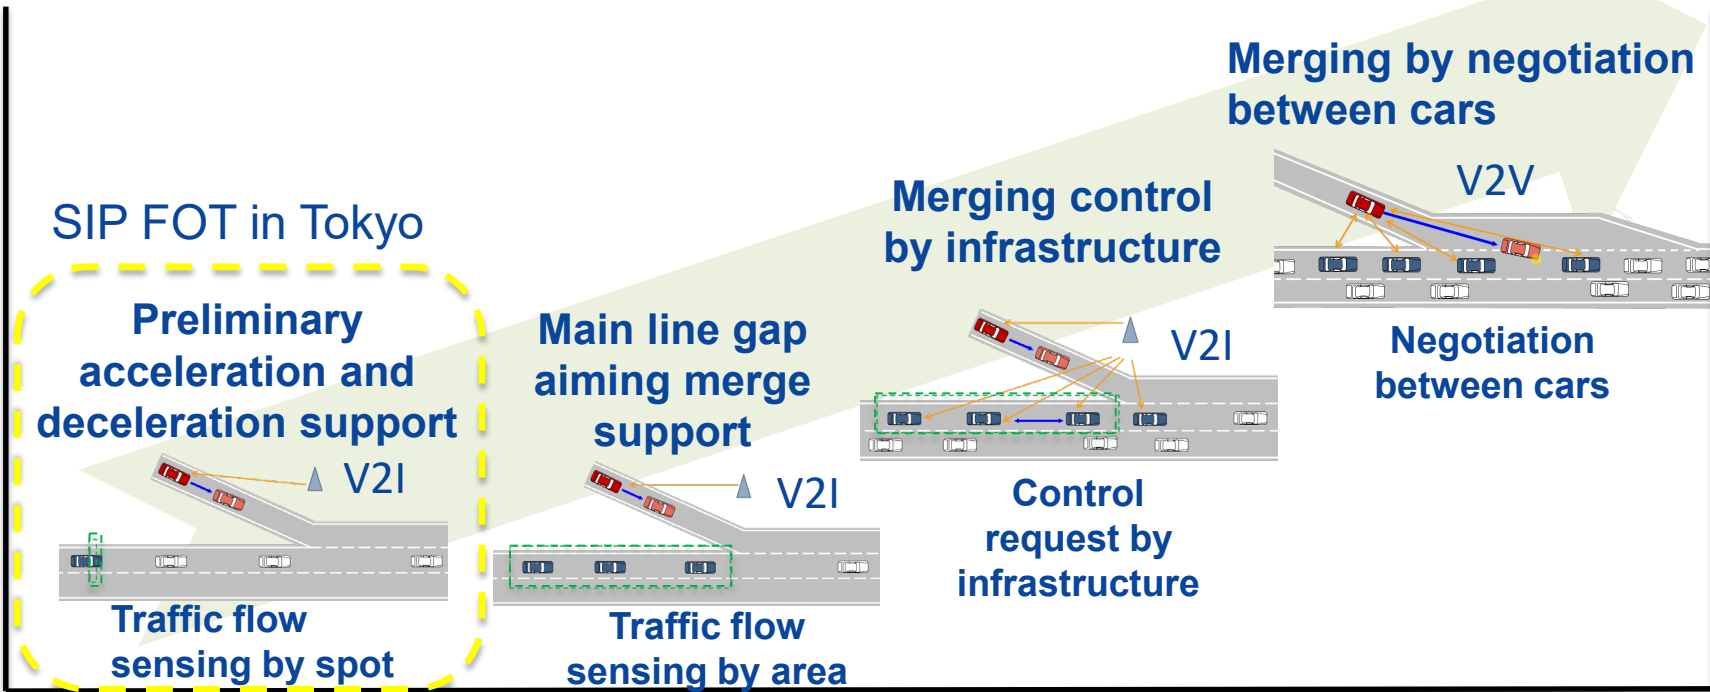 SIP FOT in Tokyo
Preliminary
acceleration and
deceleration support
V2I
Traffic flow
sensing by spot
Main line gap
aiming merge
support
V2I
Traffic flow
sensing by area
Merging control
by infrastructure
V2I
Control
request by
infrastructure
Merging by negotiation
between cars
V2V
Negotiation
between cars